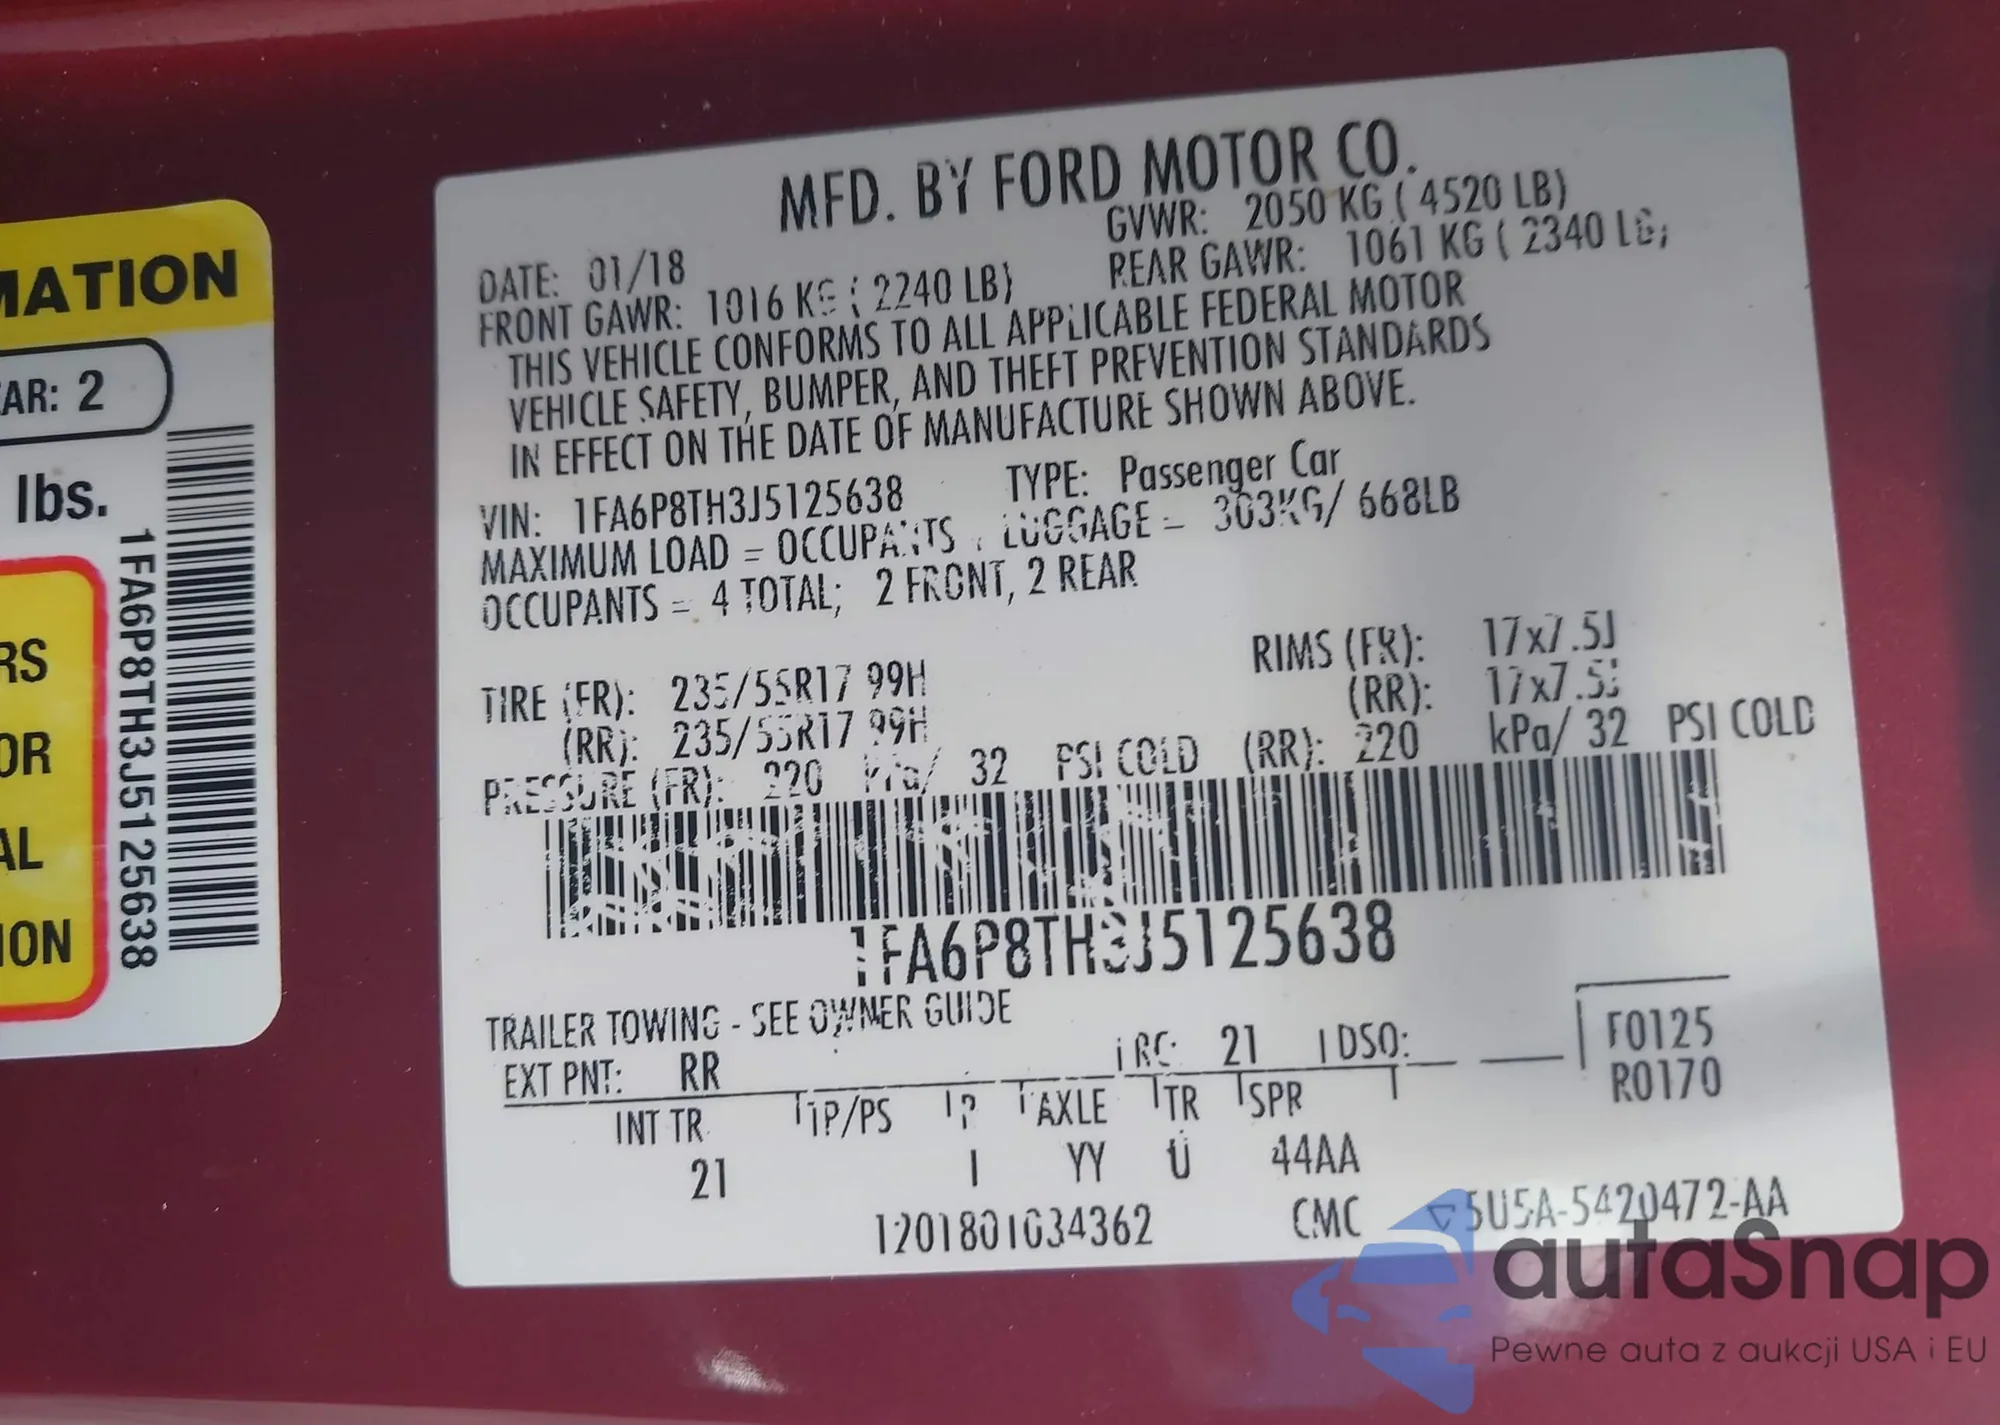 MATION
AR: 2
lbs.
1FA6P8TH3J5125638
RS
OR
AL
ION
MFD. BY FORD MOTOR CO.
DATE: 01/18
GVWR: 2050 KG ( 4520 LB)
FRONT GAWR: 1016 KG ( 2240 LB)
REAR GAWR: 1061 KG ( 2340 LB)
THIS VEHICLE CONFORMS TO ALL APPLICABLE FEDERAL MOTOR
VEHICLE SAFETY, BUMPER, AND THEFT PREVENTION STANDARDS
IN EFFECT ON THE DATE OF MANUFACTURE SHOWN ABOVE.
VIN: 1FA6P8TH3J5125638 TYPE: Passenger Car
MAXIMUM LOAD = OCCUPANTS + LUGGAGE = 303KG/ 668LB
OCCUPANTS = 4 TOTAL; 2 FRONT, 2 REAR
TIRE (FR): 235/55R17 99H RIMS (FR): 17x7.5J
(RR): 235/55R17 99H (RR): 17x7.5J
PRESSURE (FR): 220 kPa/ 32 PSI COLD (RR): 220 kPa/ 32 PSI COLD
1FA6P8TH3J5125638
TRAILER TOWING - SEE OWNER GUIDE
EXT PNT: RR RC: 21 DSO: F0125
R0170
INT TR TP/PS R AXLE TR SPR
21 I YY U 44AA
1201801034362 CMC 5U5A-5420472-AA
autaSnap
Pewne auta z aukcji USA i EU